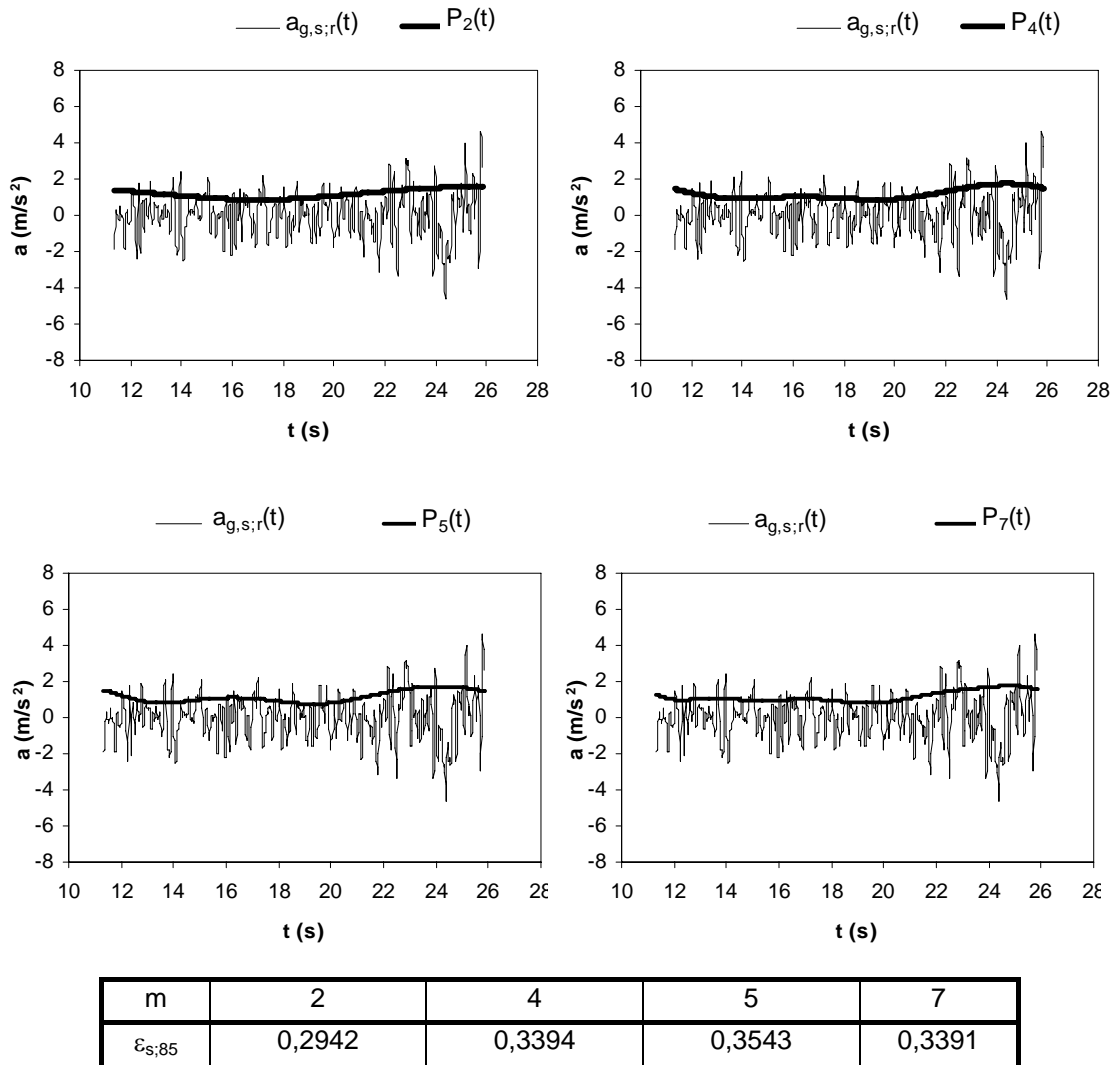 a_g,s;r(t) P_2(t) a_g,s;r(t) P_4(t)
8 8
6 6
4 4
2 2
0 0
-2 -2
-4 -4
-6 -6
-8 -8
a (m/s²) a (m/s²)
10 12 14 16 18 20 22 24 26 28 10 12 14 16 18 20 22 24 26 28
t (s) t (s)
a_g,s;r(t) P_5(t) a_g,s;r(t) P_7(t)
8 8
6 6
4 4
2 2
0 0
-2 -2
-4 -4
-6 -6
-8 -8
a (m/s²) a (m/s²)
10 12 14 16 18 20 22 24 26 28 10 12 14 16 18 20 22 24 26 28
t (s) t (s)
m 2 4 5 7
ε_s;85 0,2942 0,3394 0,3543 0,3391